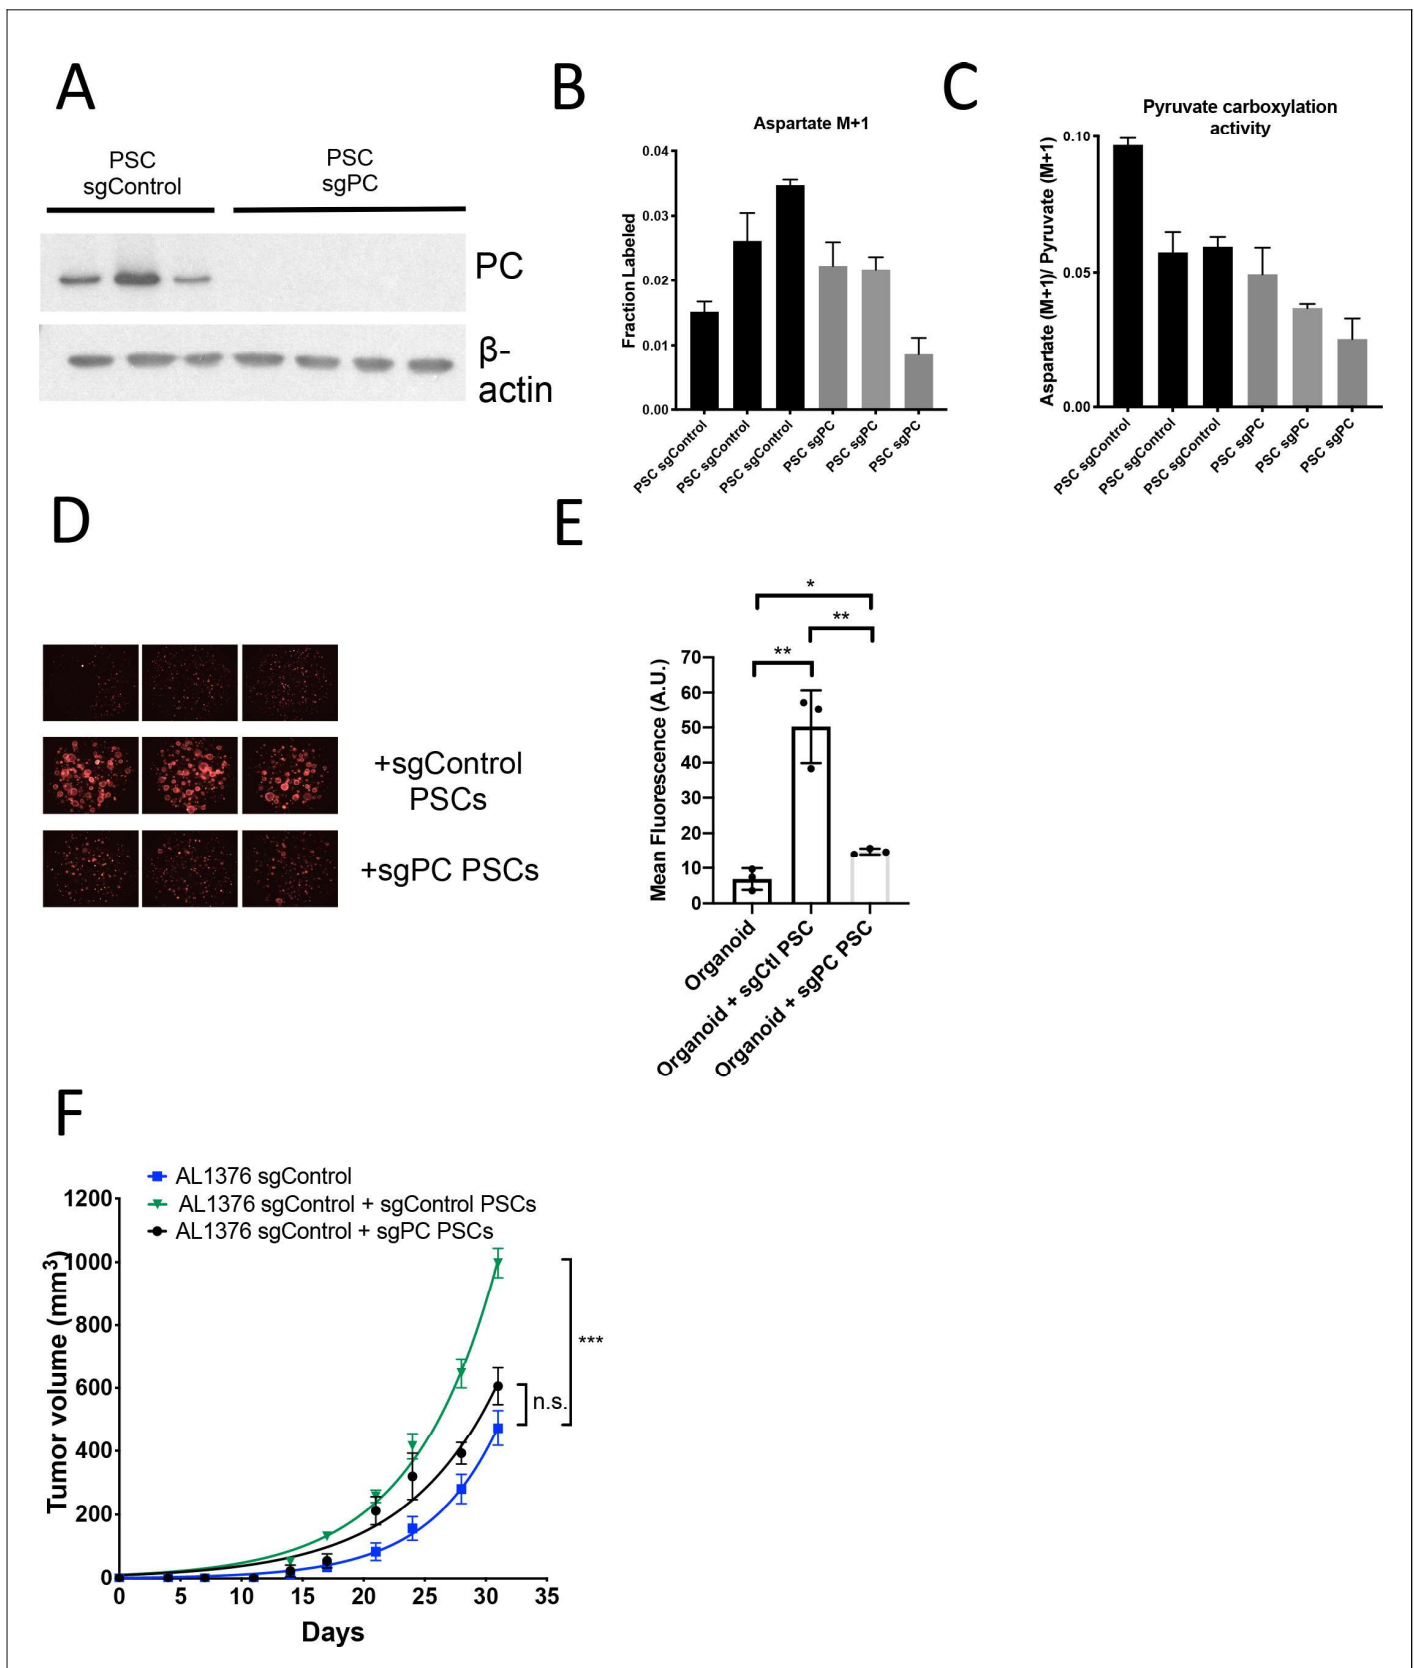 A
PSC
sgControl
PSC
sgPC
PC
β-
actin
B
Aspartate M+1
Fraction Labeled
0.04
0.03
0.02
0.01
0.00
PSC sgControl
PSC sgControl
PSC sgControl
PSC sgPC
PSC sgPC
PSC sgPC
C
Pyruvate carboxylation
activity
Aspartate (M+1)/ Pyruvate (M+1)
0.10
0.05
0.00
PSC sgControl
PSC sgControl
PSC sgControl
PSC sgPC
PSC sgPC
PSC sgPC
D
+sgControl
PSCs
+sgPC PSCs
E
*
**
**
Mean Fluorescence (A.U.)
70
60
50
40
30
20
10
0
Organoid
Organoid + sgCtl PSC
Organoid + sgPC PSC
F
AL1376 sgControl
AL1376 sgControl + sgControl PSCs
AL1376 sgControl + sgPC PSCs
Tumor volume (mm³)
1200
1000
800
600
400
200
0
***
n.s.
0 5 10 15 20 25 30 35
Days